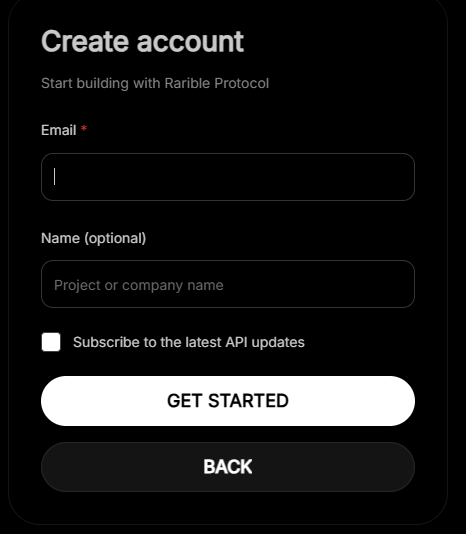 Create account
Start building with Rarible Protocol
Email *
Name (optional)
Project or company name
Subscribe to the latest API updates
GET STARTED
BACK